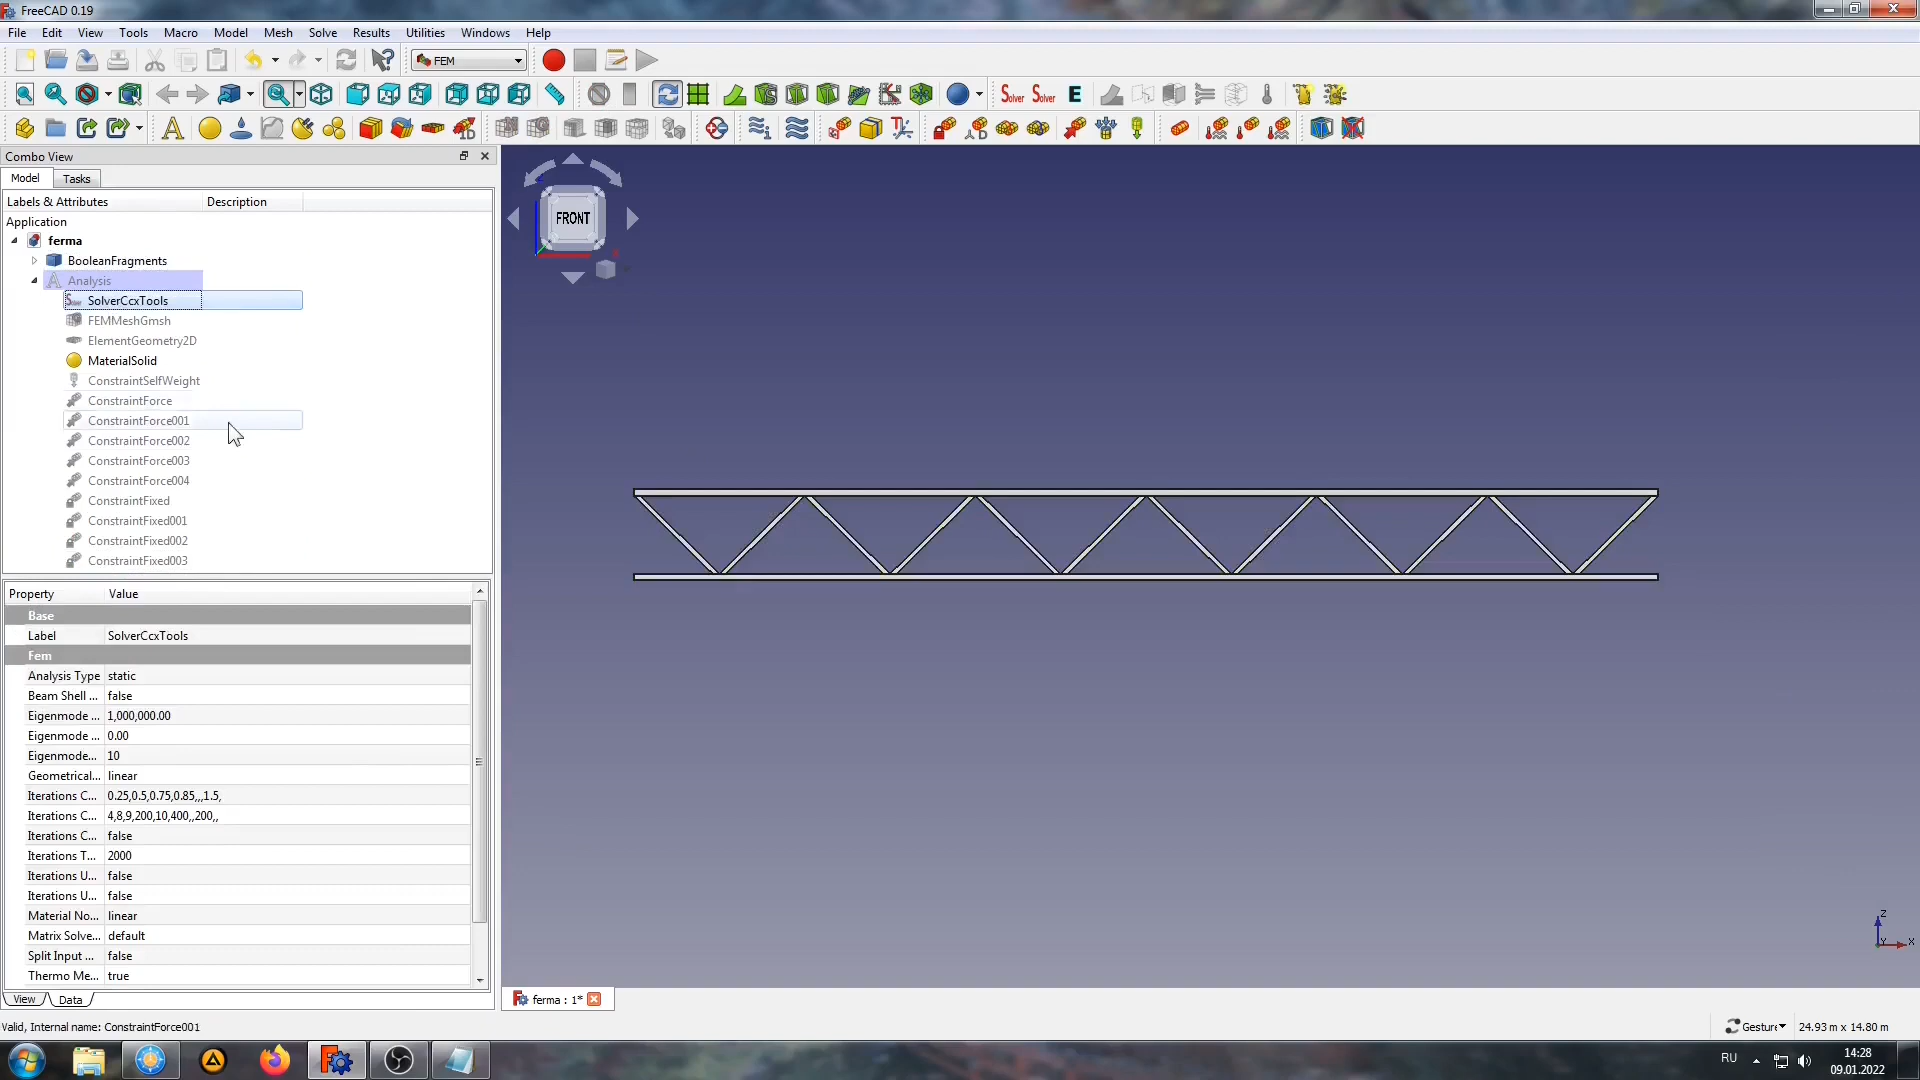 FreeCAD 0.19
File Edit View Tools Macro Model Mesh Solve Results Utilities Windows Help
FEM
Solver Solver E
A D 1D
Combo View
Model Tasks
Labels & Attributes Description
Application
ferma
BooleanFragments
Analysis
SolverCcxTools
FEMMeshGmsh
ElementGeometry2D
MaterialSolid
ConstraintSelfWeight
ConstraintForce
ConstraintForce001
ConstraintForce002
ConstraintForce003
ConstraintForce004
ConstraintFixed
ConstraintFixed001
ConstraintFixed002
ConstraintFixed003
Property Value
Base
Label SolverCcxTools
Fem
Analysis Type static
Beam Shell ... false
Eigenmode ... 1,000,000.00
Eigenmode ... 0.00
Eigenmode... 10
Geometrical... linear
Iterations C... 0.25,0.5,0.75,0.85,,,1.5,
Iterations C... 4,8,9,200,10,400,,200,,
Iterations C... false
Iterations T... 2000
Iterations U... false
Iterations U... false
Material No... linear
Matrix Solve... default
Split Input ... false
Thermo Me... true
View Data
FRONT
Z
Y X
ferma : 1*
Valid, Internal name: ConstraintForce001
Gesture 24.93 m x 14.80 m
RU
14:28
09.01.2022